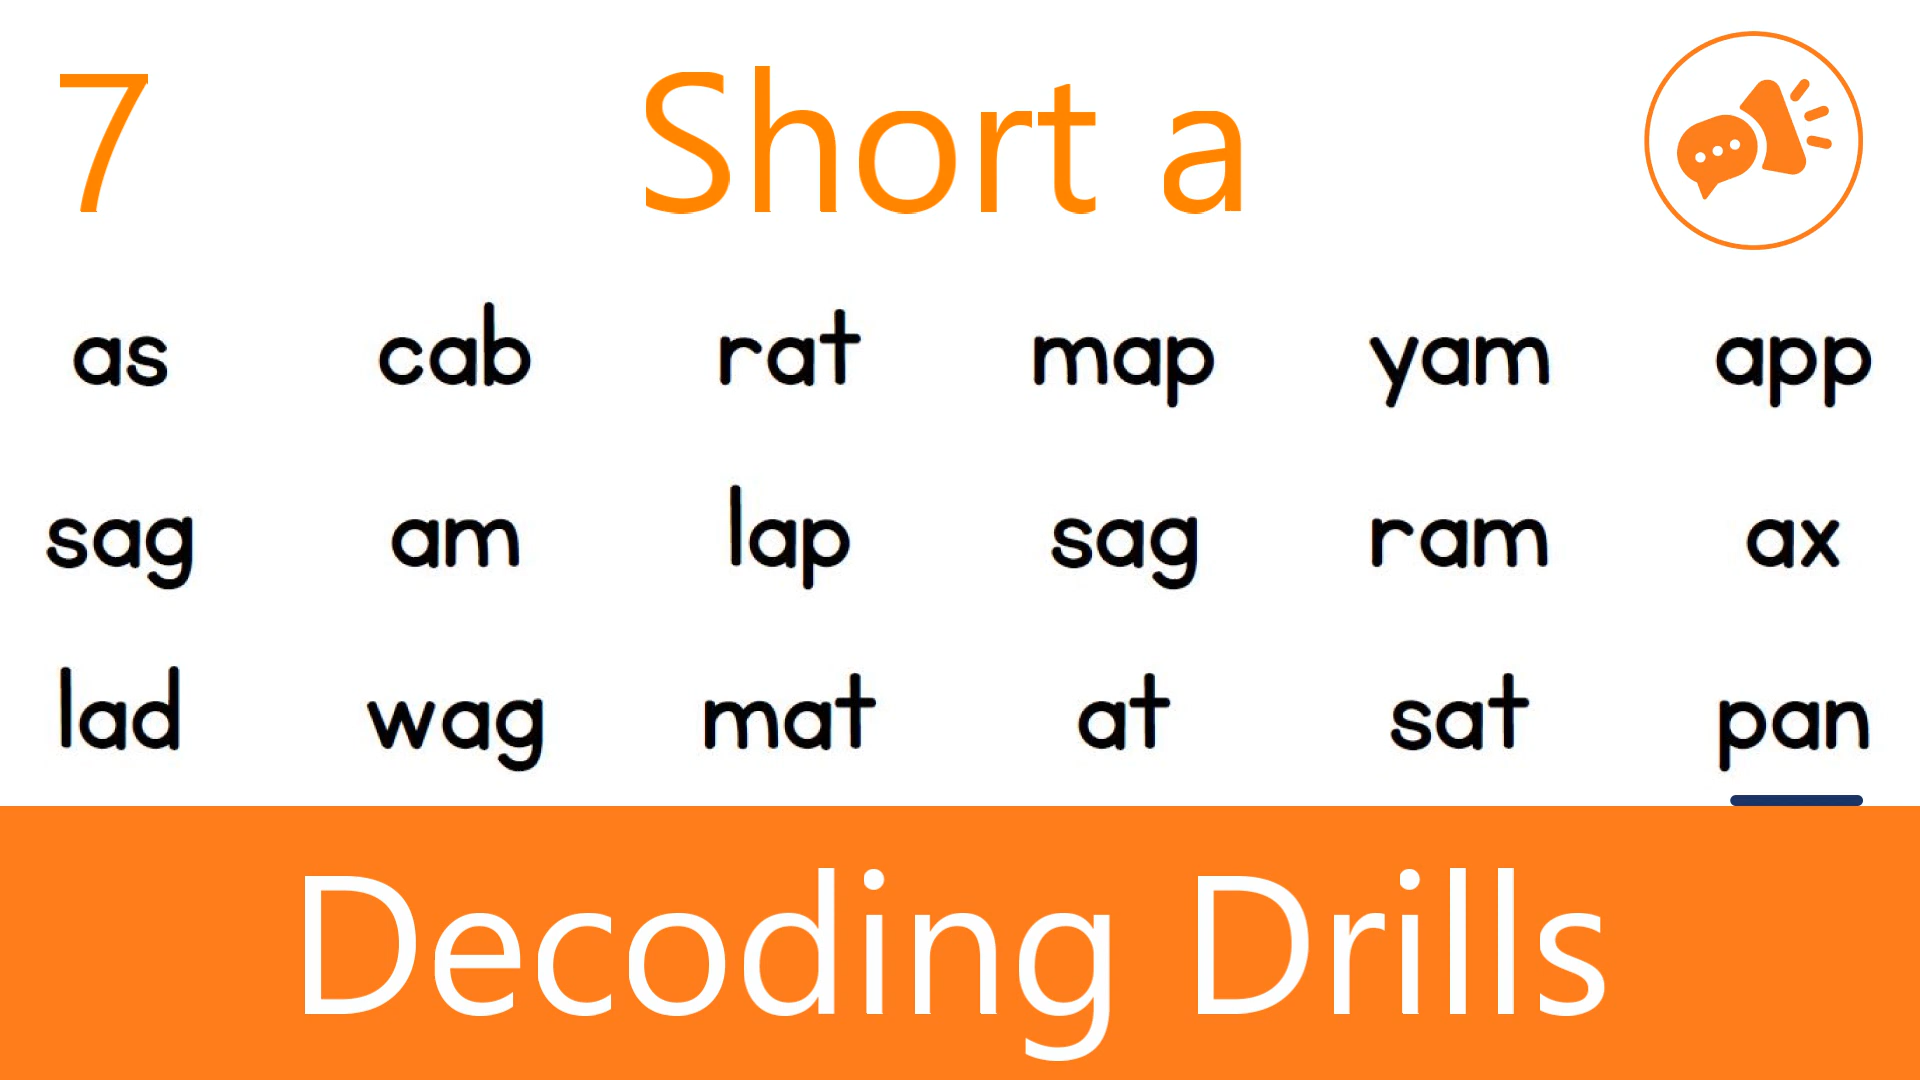 7 Short a
as cab rat map yam app
sag am lap sag ram ax
lad wag mat at sat pan
Decoding Drills